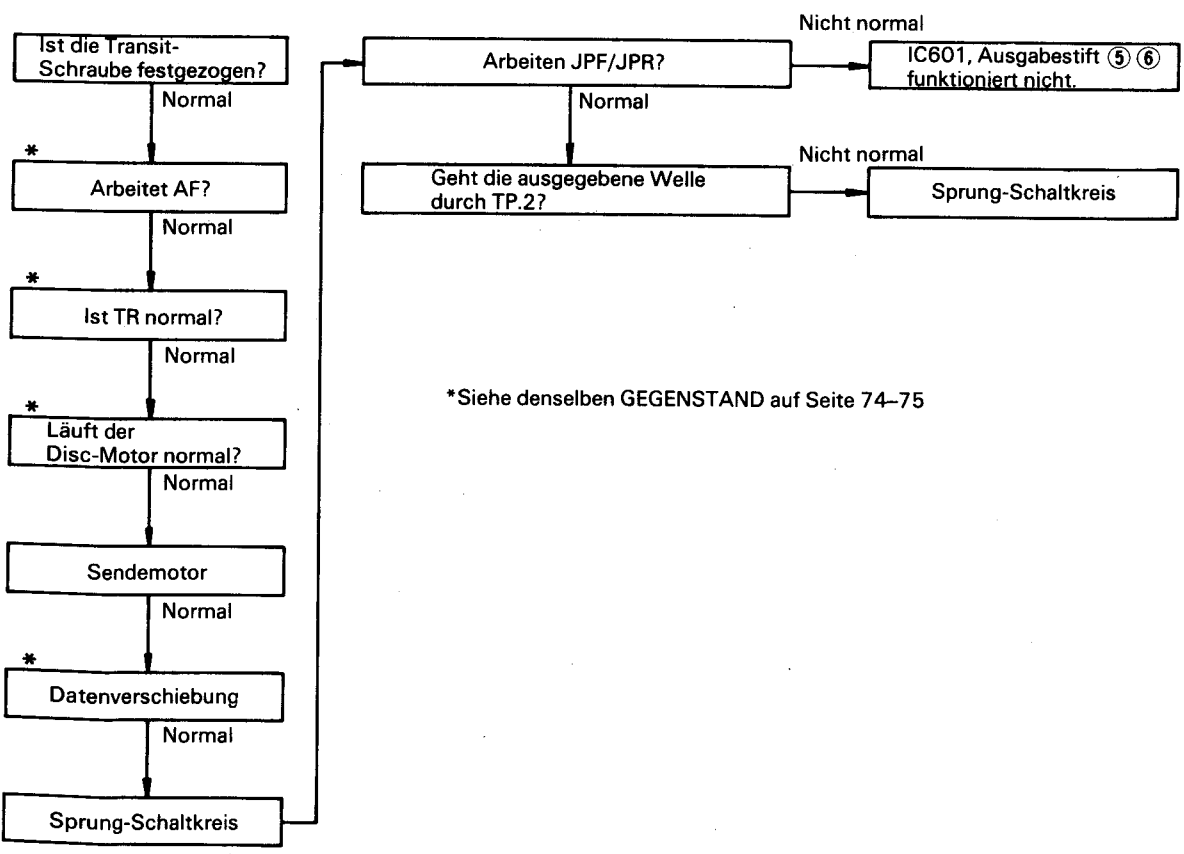 Ist die Transit-
Schraube festgezogen?
Normal
*
Arbeitet AF?
Normal
*
Ist TR normal?
Normal
*
Läuft der
Disc-Motor normal?
Normal
Sendemotor
Normal
*
Datenverschiebung
Normal
Sprung-Schaltkreis
Arbeiten JPF/JPR?
Nicht normal
IC601, Ausgabestift ⑤ ⑥
funktioniert nicht.
Normal
Geht die ausgegebene Welle
durch TP.2?
Nicht normal
Sprung-Schaltkreis
*Siehe denselben GEGENSTAND auf Seite 74–75